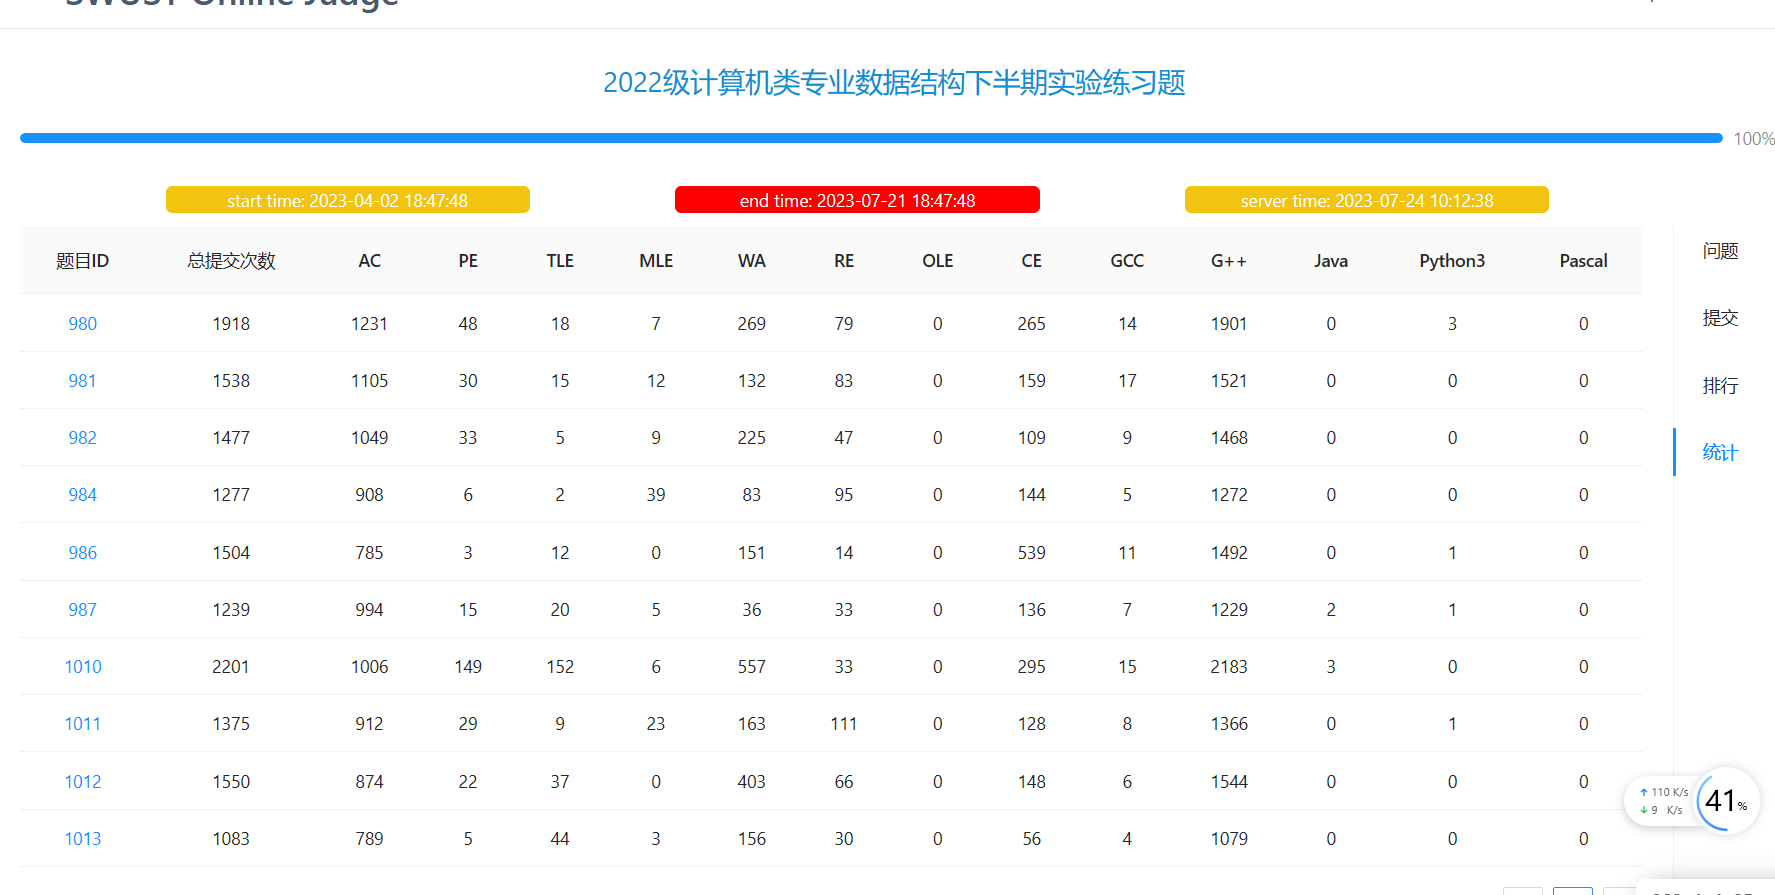 SWUST Online Judge
2022级计算机类专业数据结构下半期实验练习题
100%
start time: 2023-04-02 18:47:48 end time: 2023-07-21 18:47:48 server time: 2023-07-24 10:12:38
题目ID 总提交次数 AC PE TLE MLE WA RE OLE CE GCC G++ Java Python3 Pascal
980 1918 1231 48 18 7 269 79 0 265 14 1901 0 3 0
981 1538 1105 30 15 12 132 83 0 159 17 1521 0 0 0
982 1477 1049 33 5 9 225 47 0 109 9 1468 0 0 0
984 1277 908 6 2 39 83 95 0 144 5 1272 0 0 0
986 1504 785 3 12 0 151 14 0 539 11 1492 0 1 0
987 1239 994 15 20 5 36 33 0 136 7 1229 2 1 0
1010 2201 1006 149 152 6 557 33 0 295 15 2183 3 0 0
1011 1375 912 29 9 23 163 111 0 128 8 1366 0 1 0
1012 1550 874 22 37 0 403 66 0 148 6 1544 0 0 0
1013 1083 789 5 44 3 156 30 0 56 4 1079 0 0 0
问题
提交
排行
统计
↑ 110 K/s
↓ 9 K/s
41%